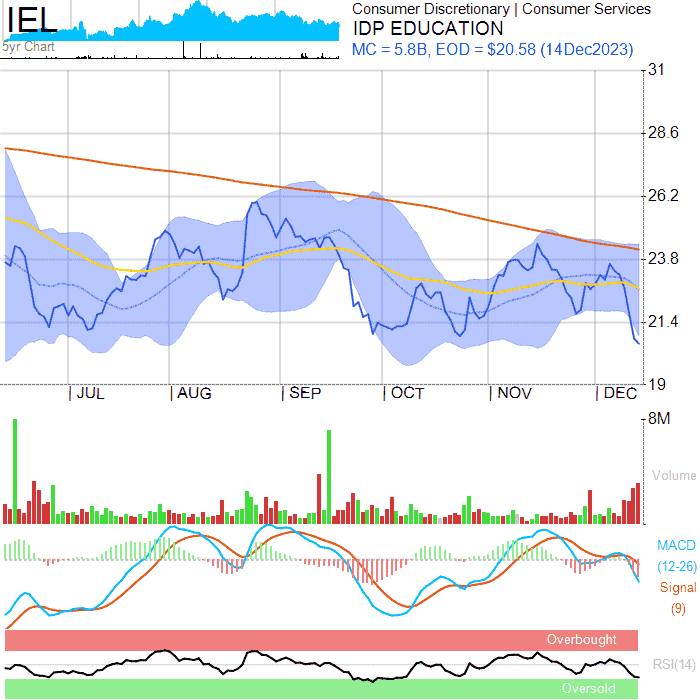 IEL
5yr Chart
Consumer Discretionary | Consumer Services
IDP EDUCATION
MC = 5.8B, EOD = $20.58 (14Dec2023)
31
28.6
26.2
23.8
21.4
19
| JUL | AUG | SEP | OCT | NOV | DEC
8M
Volume
MACD
(12-26)
Signal
(9)
Overbought
RSI(14)
Oversold